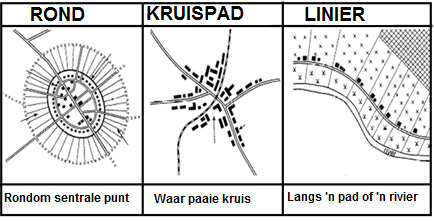 ROND
KRUISPAD
LINIER
Rondom sentrale punt
Waar paaie kruis
Langs 'n pad of 'n rivier